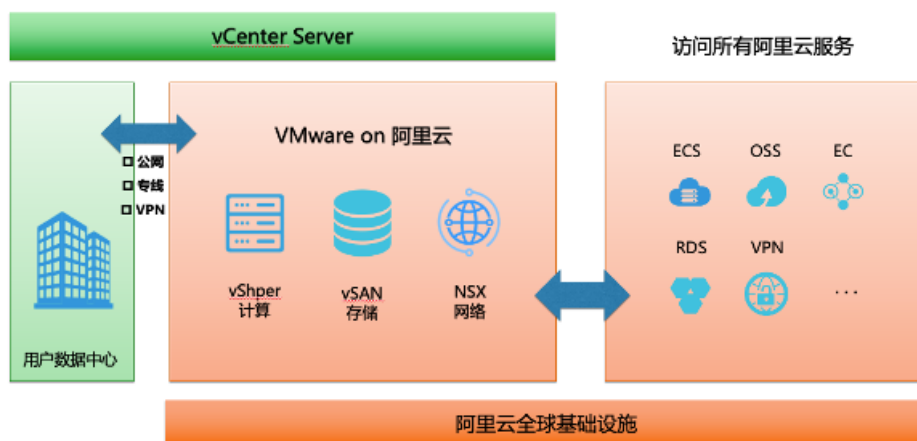 vCenter Server
访问所有阿里云服务
VMware on 阿里云
公网
专线
VPN
vShper
计算
vSAN
存储
NSX
网络
用户数据中心
ECS
OSS
EC
RDS
VPN
...
阿里云全球基础设施